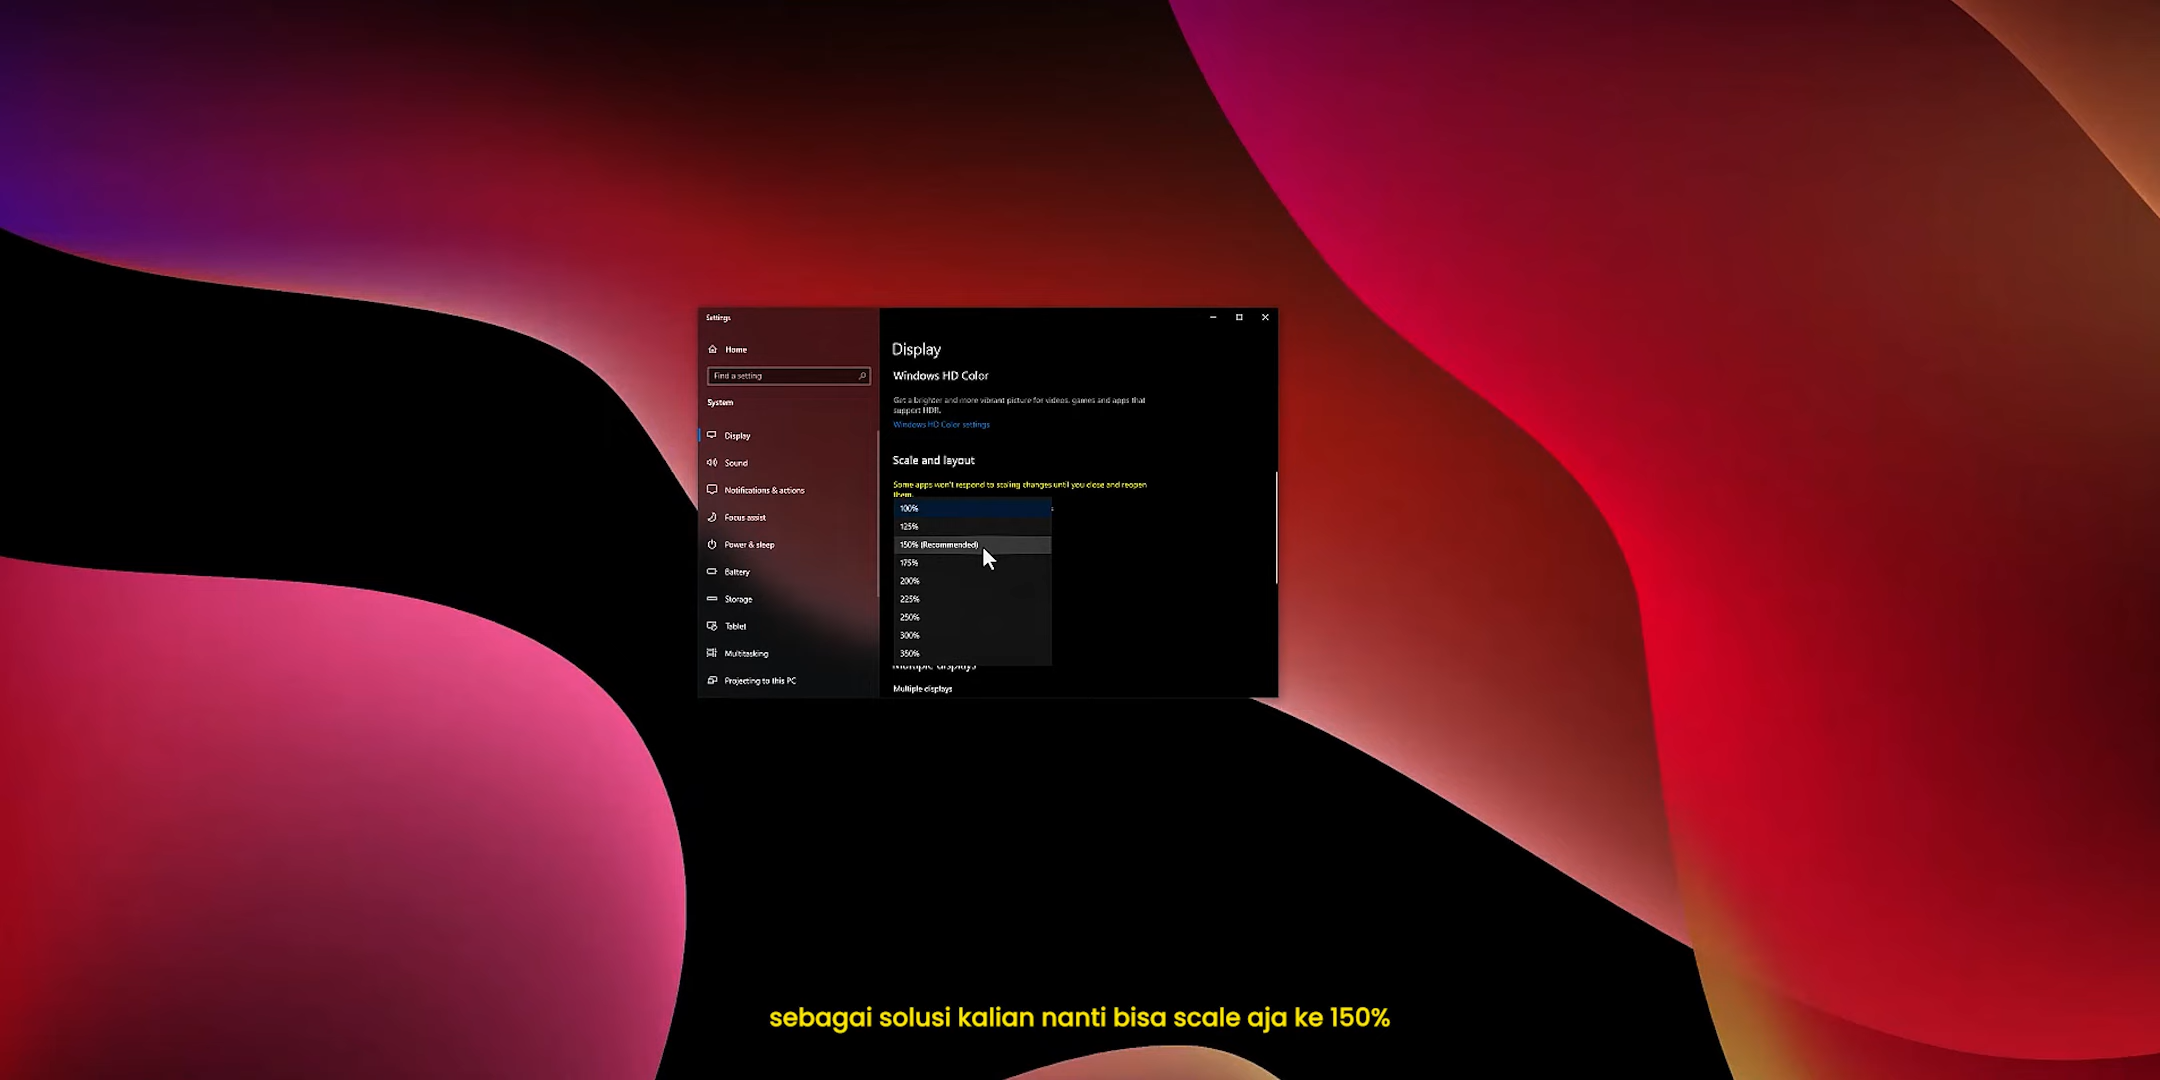 Settings
Home
Find a setting
System
Display
Sound
Notifications & actions
Focus assist
Power & sleep
Battery
Storage
Tablet
Multitasking
Projecting to this PC
Display
Windows HD Color
Get a brighter and more vibrant picture for videos, games and apps that
support HDR.
Windows HD Color settings
Scale and layout
Some apps won't respond to scaling changes until you close and reopen
them.
100%
125%
150% (Recommended)
175%
200%
225%
250%
300%
350%
Multiple displays
Multiple displays
sebagai solusi kalian nanti bisa scale aja ke 150%